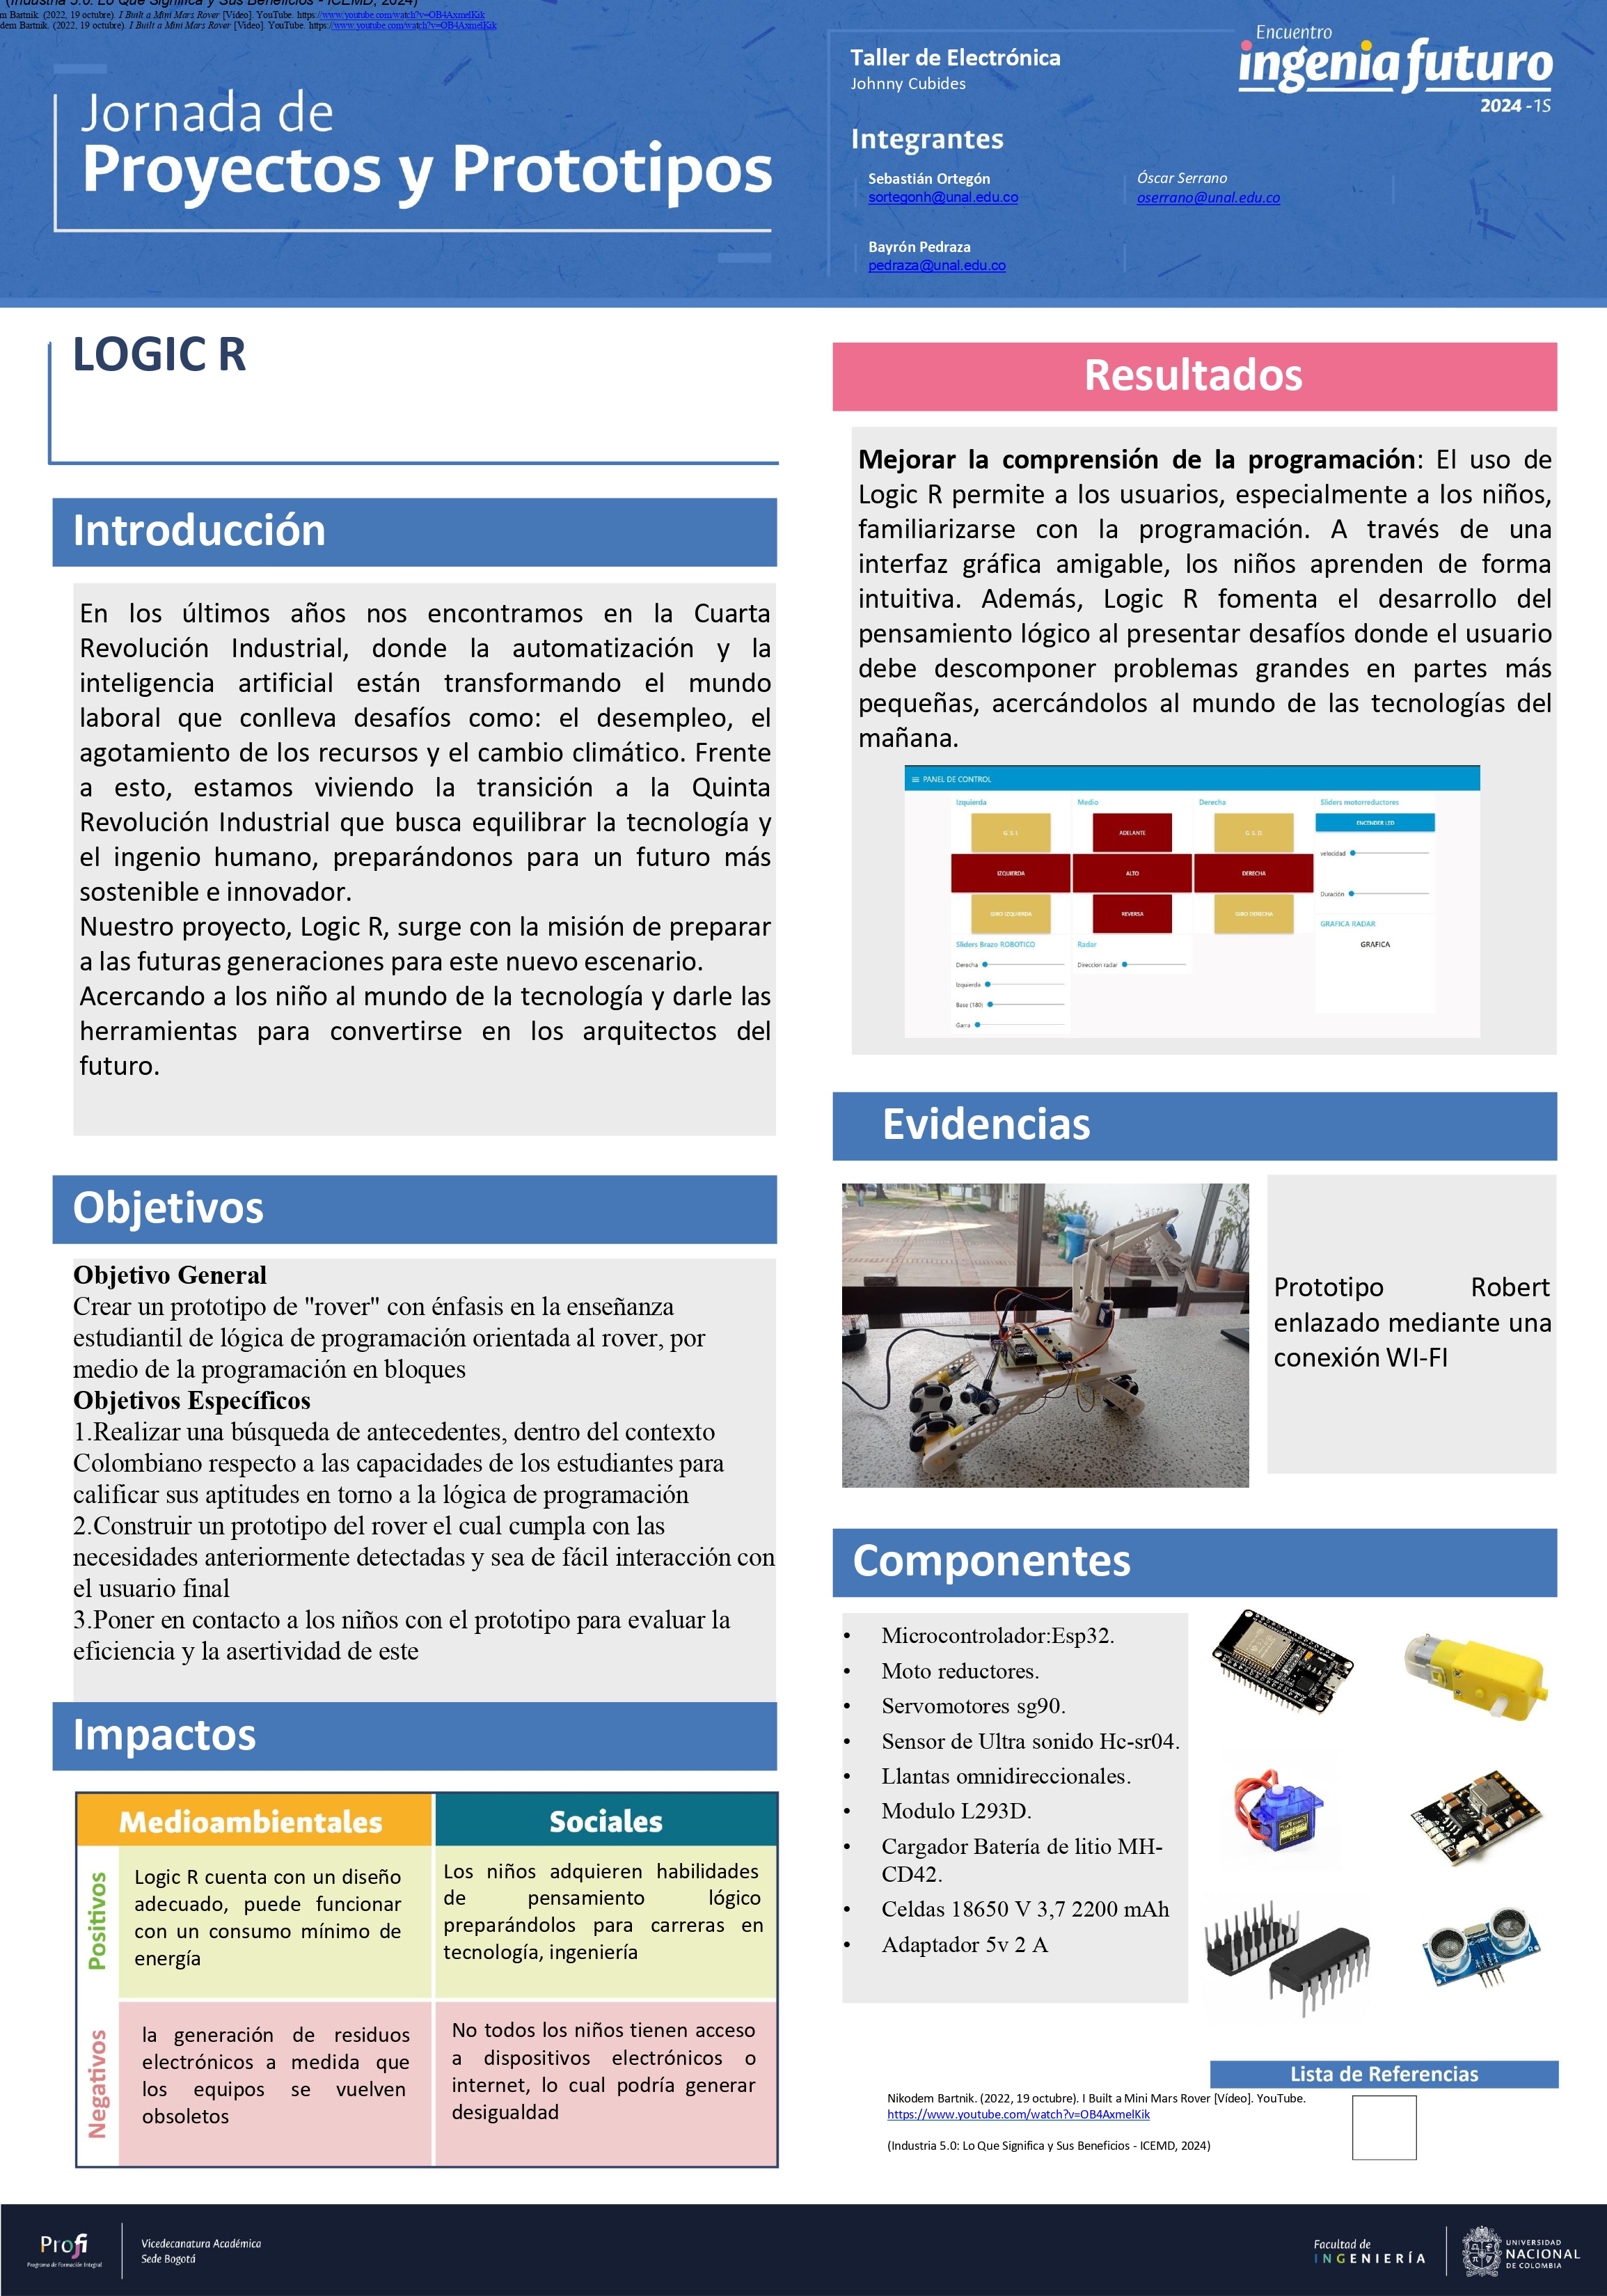 (Industria 5.0: Lo Que Significa y Sus Beneficios - ICEMD, 2024)
m Bartnik. (2022, 19 octubre). I Built a Mini Mars Rover [Vídeo]. YouTube. https://www.youtube.com/watch?v=OB4AxmelKik
dem Bartnik. (2022, 19 octubre). I Built a Mini Mars Rover [Vídeo]. YouTube. https://www.youtube.com/watch?v=OB4AxmelKik
Jornada de
Proyectos y Prototipos
Taller de Electrónica
Johnny Cubides
Encuentro
ingenia futuro
2024 -1S
Integrantes
Sebastián Ortegón
sortegonh@unal.edu.co
Óscar Serrano
oserrano@unal.edu.co
Bayrón Pedraza
pedraza@unal.edu.co
LOGIC R
Introducción
En los últimos años nos encontramos en la Cuarta
Revolución Industrial, donde la automatización y la
inteligencia artificial están transformando el mundo
laboral que conlleva desafíos como: el desempleo, el
agotamiento de los recursos y el cambio climático. Frente
a esto, estamos viviendo la transición a la Quinta
Revolución Industrial que busca equilibrar la tecnología y
el ingenio humano, preparándonos para un futuro más
sostenible e innovador.
Nuestro proyecto, Logic R, surge con la misión de preparar
a las futuras generaciones para este nuevo escenario.
Acercando a los niño al mundo de la tecnología y darle las
herramientas para convertirse en los arquitectos del
futuro.
Objetivos
Objetivo General
Crear un prototipo de "rover" con énfasis en la enseñanza
estudiantil de lógica de programación orientada al rover, por
medio de la programación en bloques
Objetivos Específicos
1.Realizar una búsqueda de antecedentes, dentro del contexto
Colombiano respecto a las capacidades de los estudiantes para
calificar sus aptitudes en torno a la lógica de programación
2.Construir un prototipo del rover el cual cumpla con las
necesidades anteriormente detectadas y sea de fácil interacción con
el usuario final
3.Poner en contacto a los niños con el prototipo para evaluar la
eficiencia y la asertividad de este
Impactos
Medioambientales
Sociales
Positivos
Logic R cuenta con un diseño
adecuado, puede funcionar
con un consumo mínimo de
energía
Los niños adquieren habilidades
de pensamiento lógico
preparándolos para carreras en
tecnología, ingeniería
Negativos
la generación de residuos
electrónicos a medida que
los equipos se vuelven
obsoletos
No todos los niños tienen acceso
a dispositivos electrónicos o
internet, lo cual podría generar
desigualdad
Resultados
Mejorar la comprensión de la programación: El uso de
Logic R permite a los usuarios, especialmente a los niños,
familiarizarse con la programación. A través de una
interfaz gráfica amigable, los niños aprenden de forma
intuitiva. Además, Logic R fomenta el desarrollo del
pensamiento lógico al presentar desafíos donde el usuario
debe descomponer problemas grandes en partes más
pequeñas, acercándolos al mundo de las tecnologías del
mañana.
PANEL DE CONTROL
Izquierda
Medio
Derecha
Sliders motorreductores
G. S. I.
ADELANTE
G. S. D.
ENCENDER LED
IZQUIERDA
ALTO
DERECHA
velocidad
GIRO IZQUIERDA
REVERSA
GIRO DERECHA
Duración
GRAFICA RADAR
GRAFICA
Sliders Brazo ROBOTICO
Radar
Derecha
Direccion radar
Izquierda
Base (180)
Garra
Evidencias
Prototipo Robert
enlazado mediante una
conexión WI-FI
Componentes
• Microcontrolador:Esp32.
• Moto reductores.
• Servomotores sg90.
• Sensor de Ultra sonido Hc-sr04.
• Llantas omnidireccionales.
• Modulo L293D.
• Cargador Batería de litio MH-
CD42.
• Celdas 18650 V 3,7 2200 mAh
• Adaptador 5v 2 A
Lista de Referencias
Nikodem Bartnik. (2022, 19 octubre). I Built a Mini Mars Rover [Vídeo]. YouTube.
https://www.youtube.com/watch?v=OB4AxmelKik
(Industria 5.0: Lo Que Significa y Sus Beneficios - ICEMD, 2024)
Profi
Programa de Formación Integral
Vicedecanatura Académica
Sede Bogotá
Facultad de
INGENIERÍA
UNIVERSIDAD
NACIONAL
DE COLOMBIA